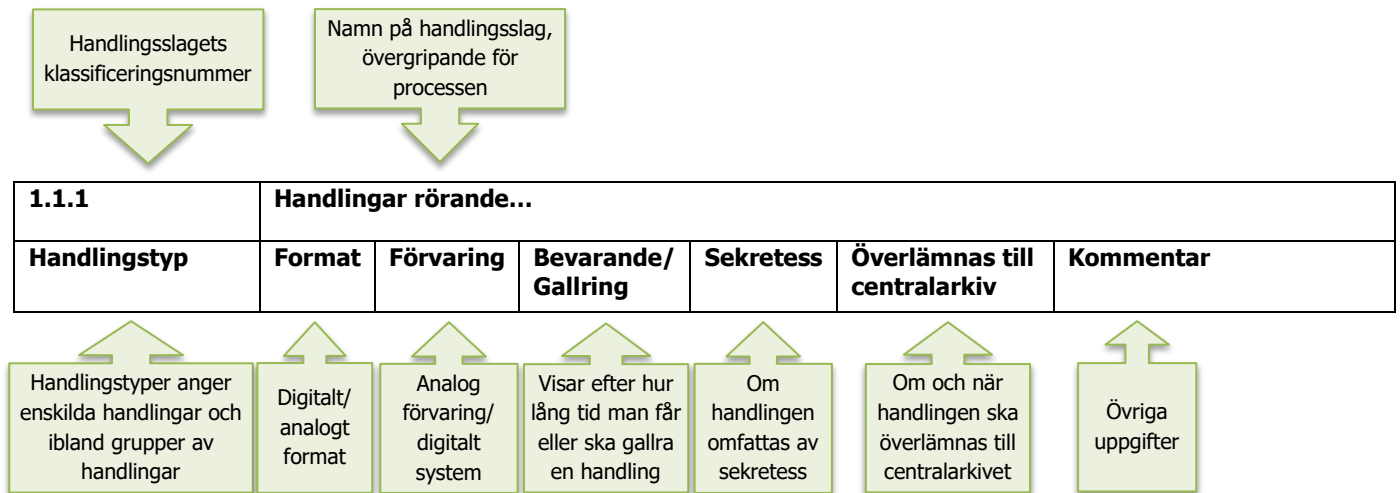 Handlingsslagets
klassificeringsnummer
Namn på handlingsslag,
övergripande för
processen
1.1.1
Handlingar rörande…
Handlingstyp
Format
Förvaring
Bevarande/
Gallring
Sekretess
Överlämnas till
centralarkiv
Kommentar
Handlingstyper anger
enskilda handlingar och
ibland grupper av
handlingar
Digitalt/
analogt
format
Analog
förvaring/
digitalt
system
Visar efter hur
lång tid man får
eller ska gallra
en handling
Om
handlingen
omfattas av
sekretess
Om och när
handlingen ska
överlämnas till
centralarkivet
Övriga
uppgifter